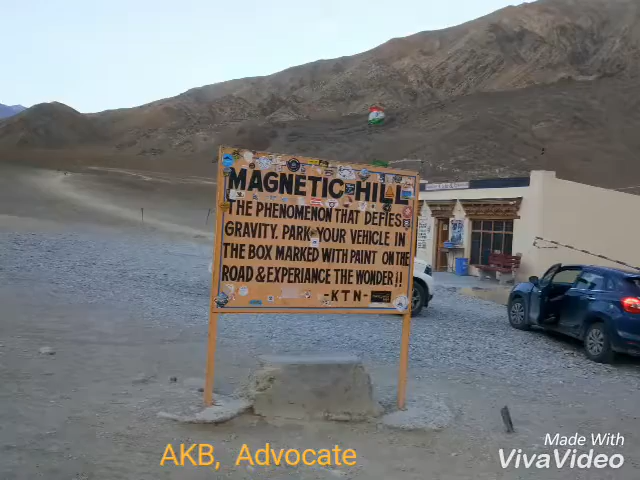 MAGNETIC HILL
THE PHENOMENON THAT DEFIES
GRAVITY. PARK YOUR VEHICLE IN
THE BOX MARKED WITH PAINT ON THE
ROAD & EXPERIANCE THE WONDER !!
-KTN-
AKB, Advocate
Made With
VivaVideo